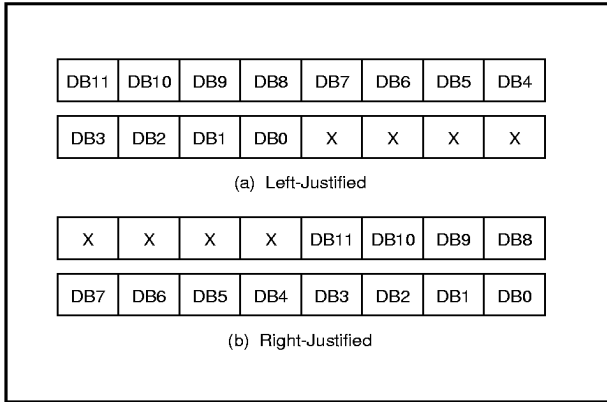 DB11 DB10 DB9 DB8 DB7 DB6 DB5 DB4
DB3 DB2 DB1 DB0 X X X X
(a) Left-Justified
X X X X DB11 DB10 DB9 DB8
DB7 DB6 DB5 DB4 DB3 DB2 DB1 DB0
(b) Right-Justified